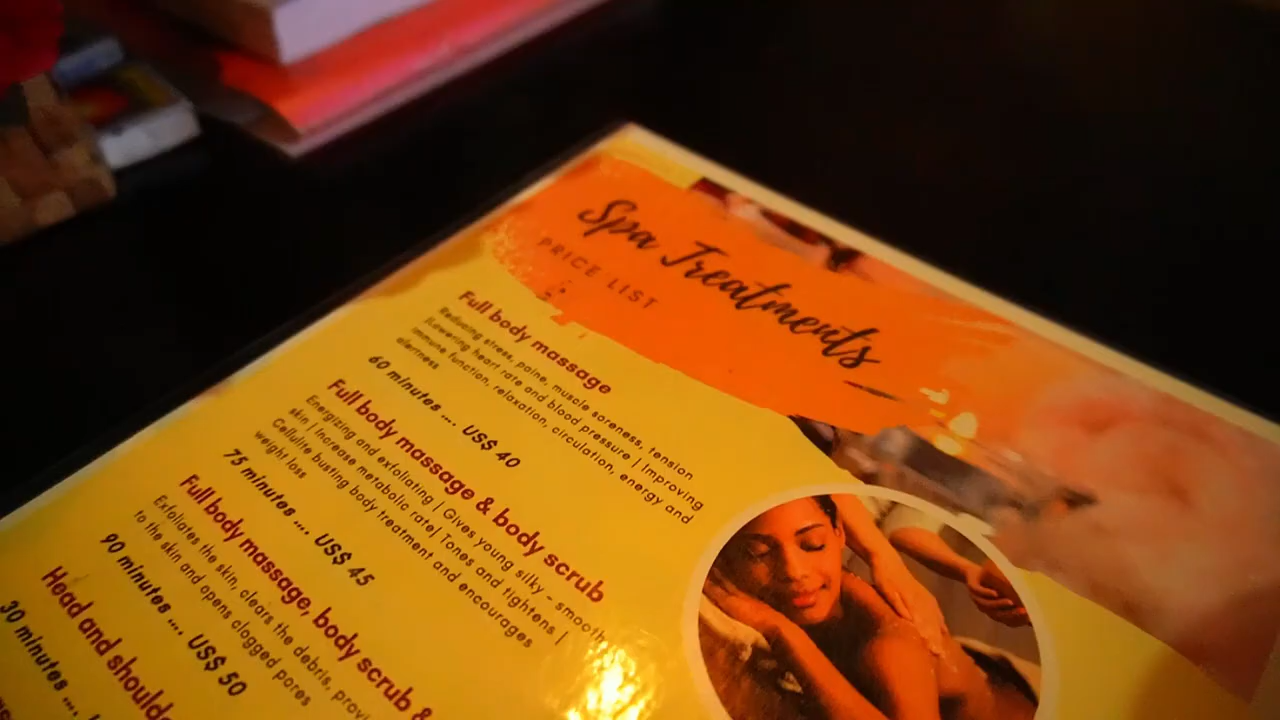 Spa Treatments
PRICE LIST
Full body massage
Reducing stress, paine, muscle soreness, tension
(Lowering heart rate and blood pressure | Improving
immune function, relaxation, circulation, energy and
alertness
60 minutes .... US$ 40
Full body massage & body scrub
Energizing and exfoliating | Gives young silky - smooth
skin | Increase metabolic rate| Tones and tightens |
Cellulite busting body treatment and encourages
weight loss
75 minutes .... US$ 45
Full body massage, body scrub &
Exfoliates the skin, clears the debris,
to the skin and opens clogged pores
90 minutes .... US$ 50
Head and
30 minutes ....